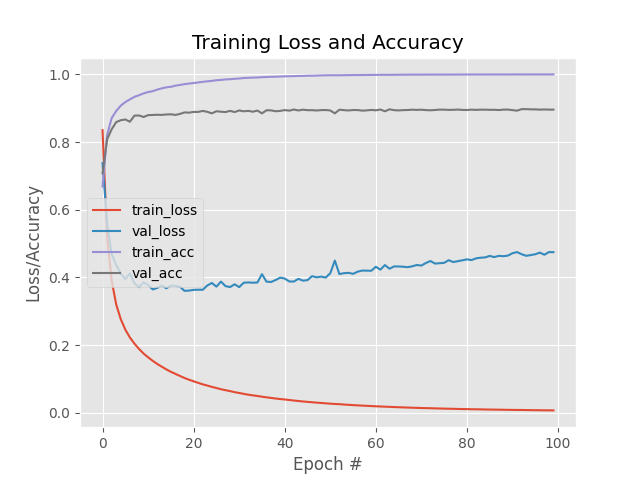 Training Loss and Accuracy
Loss/Accuracy
1.0
0.8
0.6
0.4
0.2
0.0
train_loss
val_loss
train_acc
val_acc
0 20 40 60 80 100
Epoch #